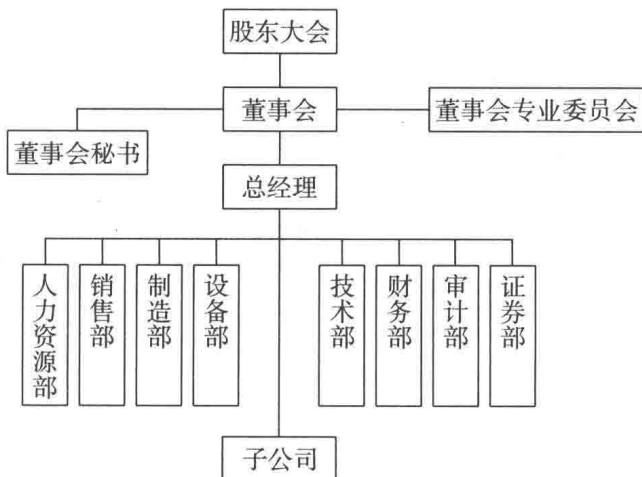 股东大会
董事会
董事会专业委员会
董事会秘书
总经理
人力资源部
销售部
制造部
设备部
技术部
财务部
审计部
证券部
子公司